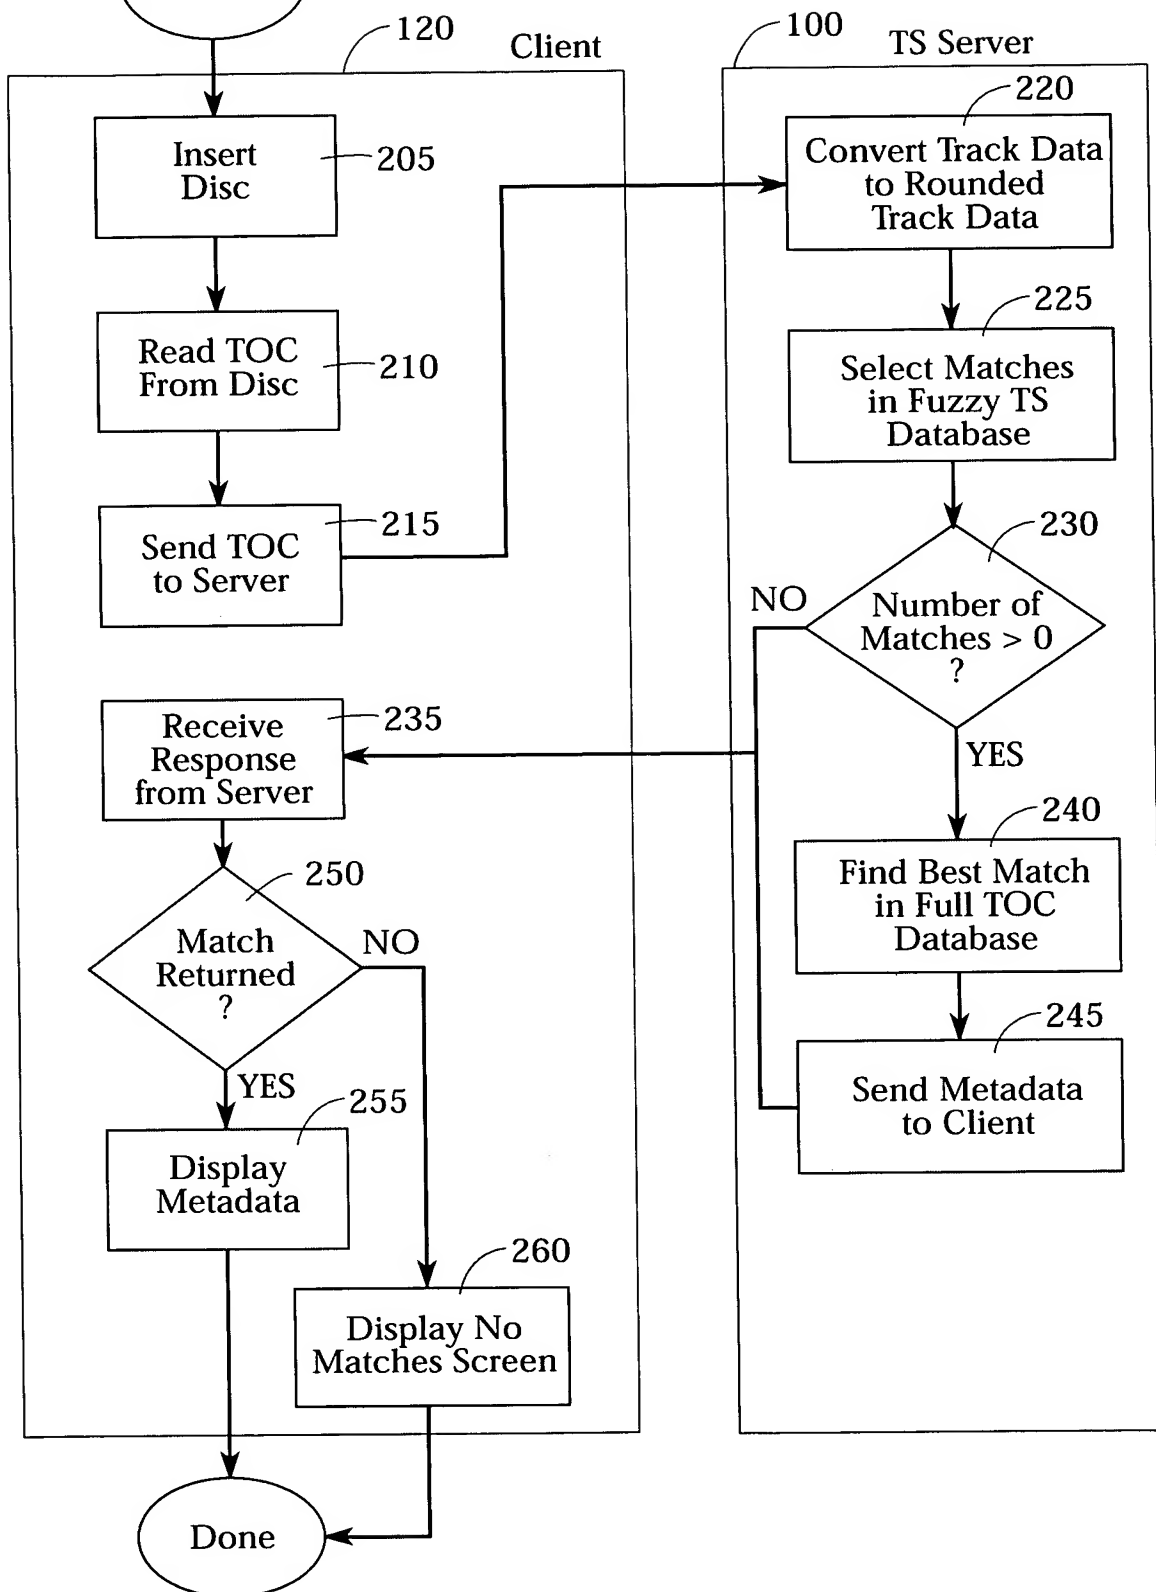 120
Client
Insert
Disc
205
Read TOC
From Disc
210
Send TOC
to Server
215
Receive
Response
from Server
235
250
Match
Returned
?
NO
YES
255
Display
Metadata
260
Display No
Matches Screen
Done
100
TS Server
220
Convert Track Data
to Rounded
Track Data
225
Select Matches
in Fuzzy TS
Database
230
NO
Number of
Matches > 0
?
YES
240
Find Best Match
in Full TOC
Database
245
Send Metadata
to Client